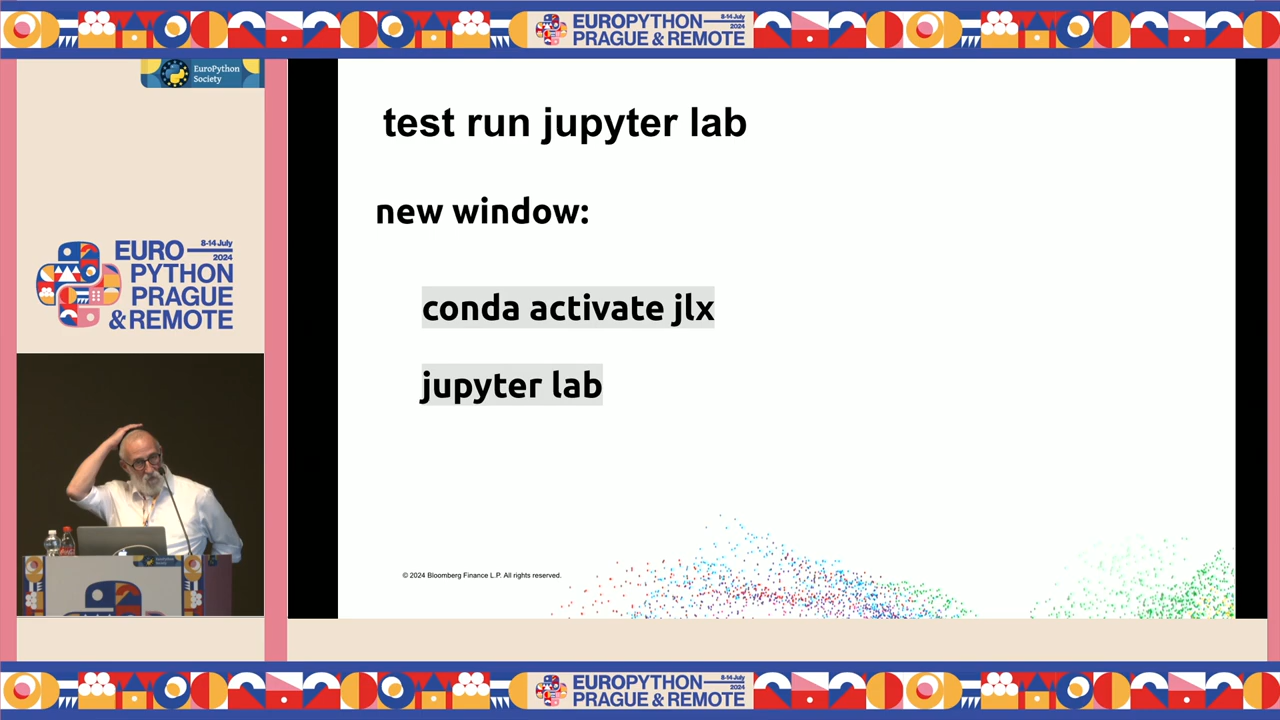 EUROPYTHON
8-14 July
2024
PRAGUE & REMOTE
EuroPython
Society
EURO
8-14 July
2024
PYTHON
PRAGUE
& REMOTE
test run jupyter lab
new window:
conda activate jlx
jupyter lab
© 2024 Bloomberg Finance L.P. All rights reserved.
EUROPYTHON
8-14 July
2024
PRAGUE & REMOTE